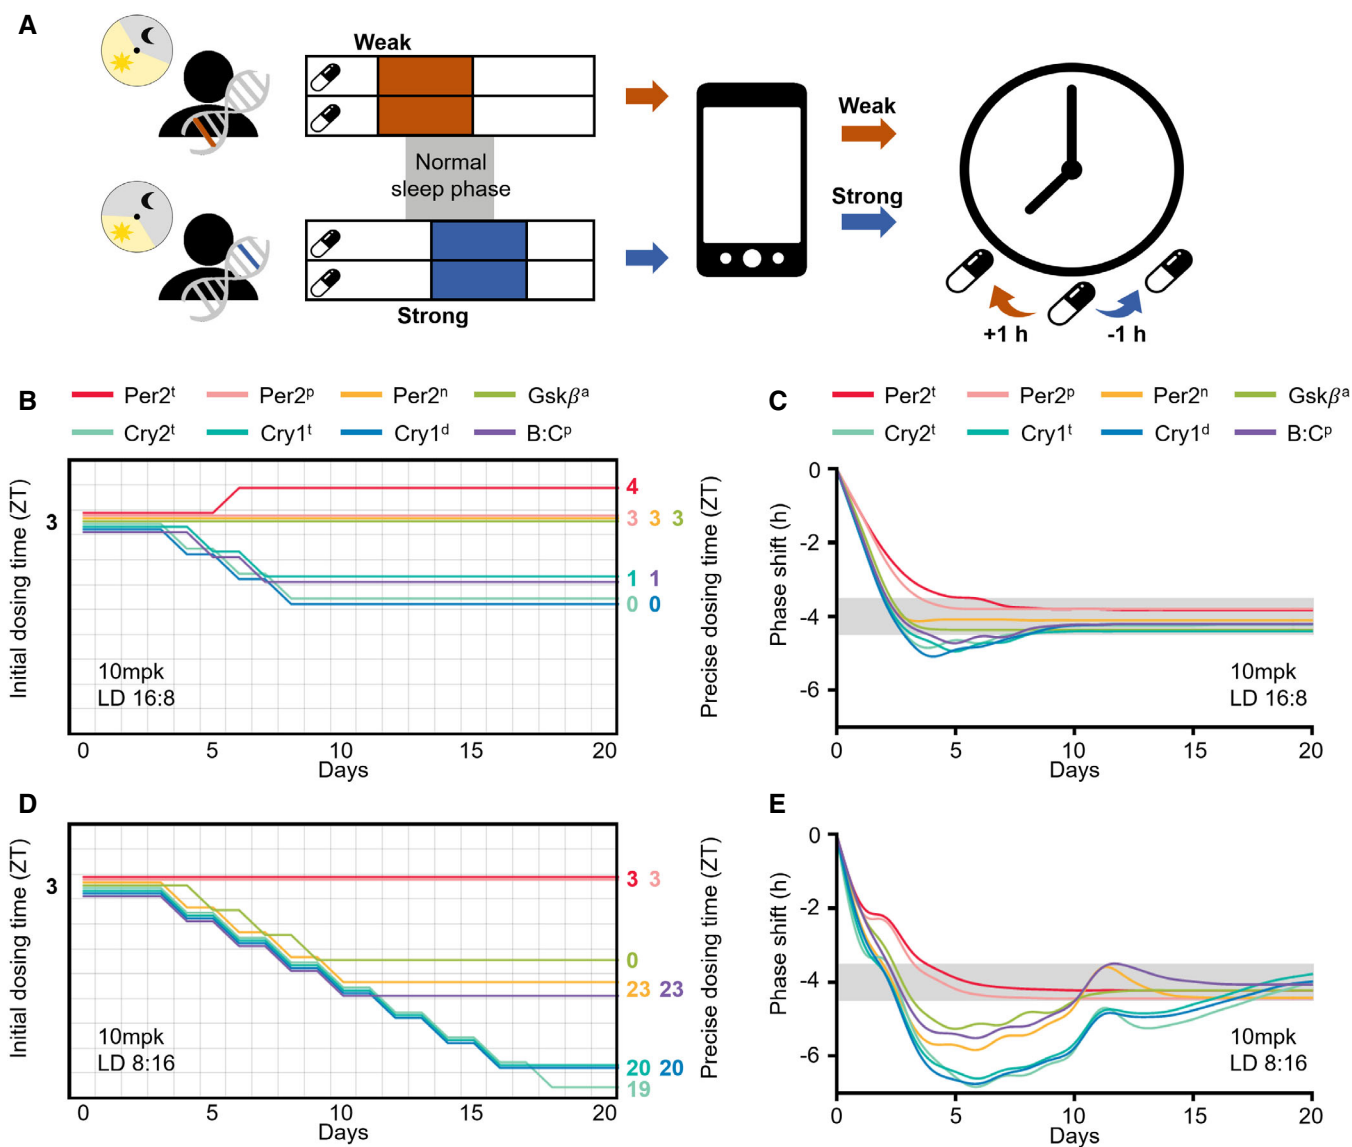 A
Weak
Normal
sleep phase
Strong
Weak
Strong
+1 h
-1 h
B
Per2ᵗ
Per2ᵖ
Per2ⁿ
Gskβᵃ
Cry2ᵗ
Cry1ᵗ
Cry1ᵈ
B:Cᵖ
Initial dosing time (ZT)
3
4
3 3 3
1 1
0 0
Precise dosing time (ZT)
10mpk
LD 16:8
0 5 10 15 20
Days
C
Per2ᵗ
Per2ᵖ
Per2ⁿ
Gskβᵃ
Cry2ᵗ
Cry1ᵗ
Cry1ᵈ
B:Cᵖ
Phase shift (h)
0
-2
-4
-6
10mpk
LD 16:8
0 5 10 15 20
Days
D
Initial dosing time (ZT)
3
3 3
0
23 23
20 20
19
Precise dosing time (ZT)
10mpk
LD 8:16
0 5 10 15 20
Days
E
Phase shift (h)
0
-2
-4
-6
10mpk
LD 8:16
0 5 10 15 20
Days